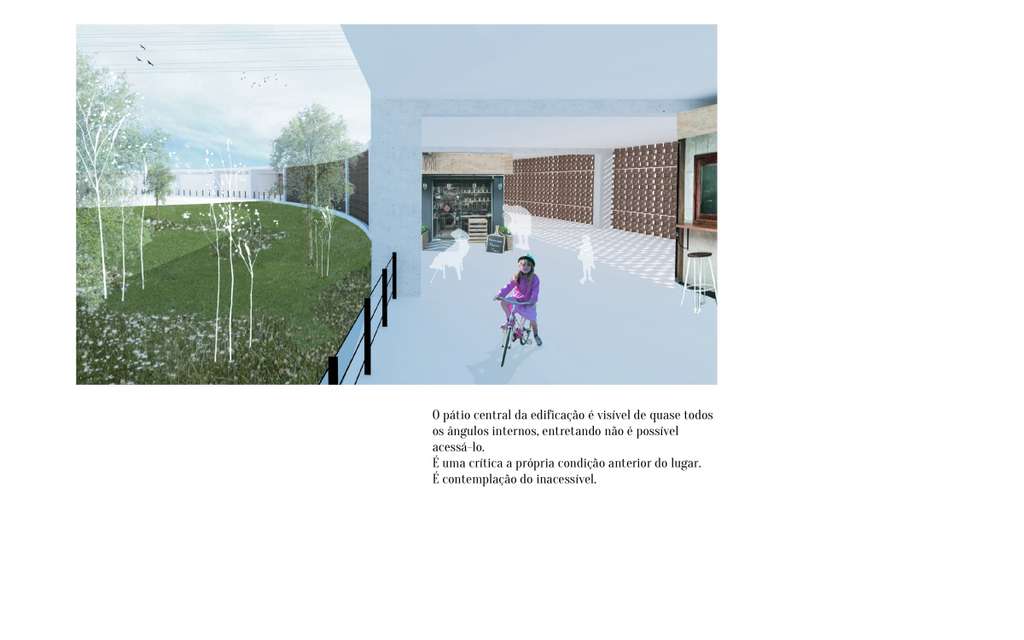 O pátio central da edificação é visível de quase todos
os ângulos internos, entretando não é possível
acessá-lo.
É uma crítica a própria condição anterior do lugar.
É contemplação do inacessível.